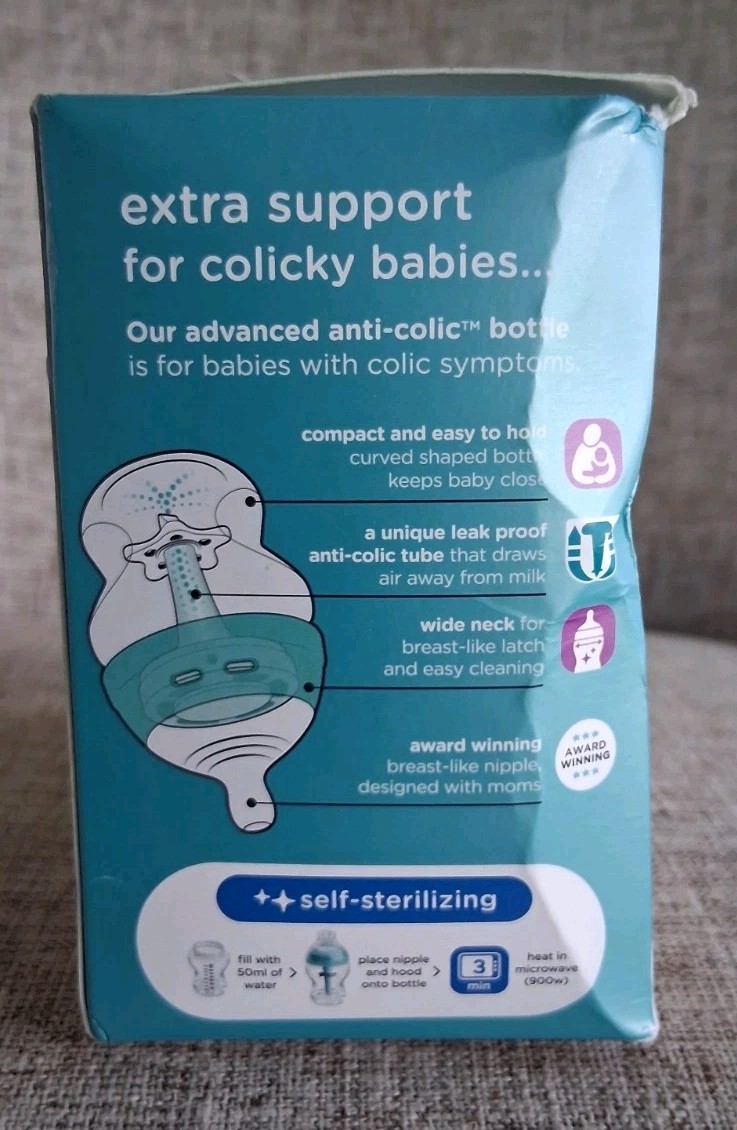 extra support
for colicky babies...
Our advanced anti-colic™ bottle
is for babies with colic symptoms.
compact and easy to hold
curved shaped bottle
keeps baby close
a unique leak proof
anti-colic tube that draws
air away from milk
wide neck for
breast-like latch
and easy cleaning
award winning
breast-like nipple,
designed with moms
AWARD
WINNING
self-sterilizing
fill with
50ml of >
water
place nipple
and hood >
onto bottle
3
min
heat in
microwave
(900w)